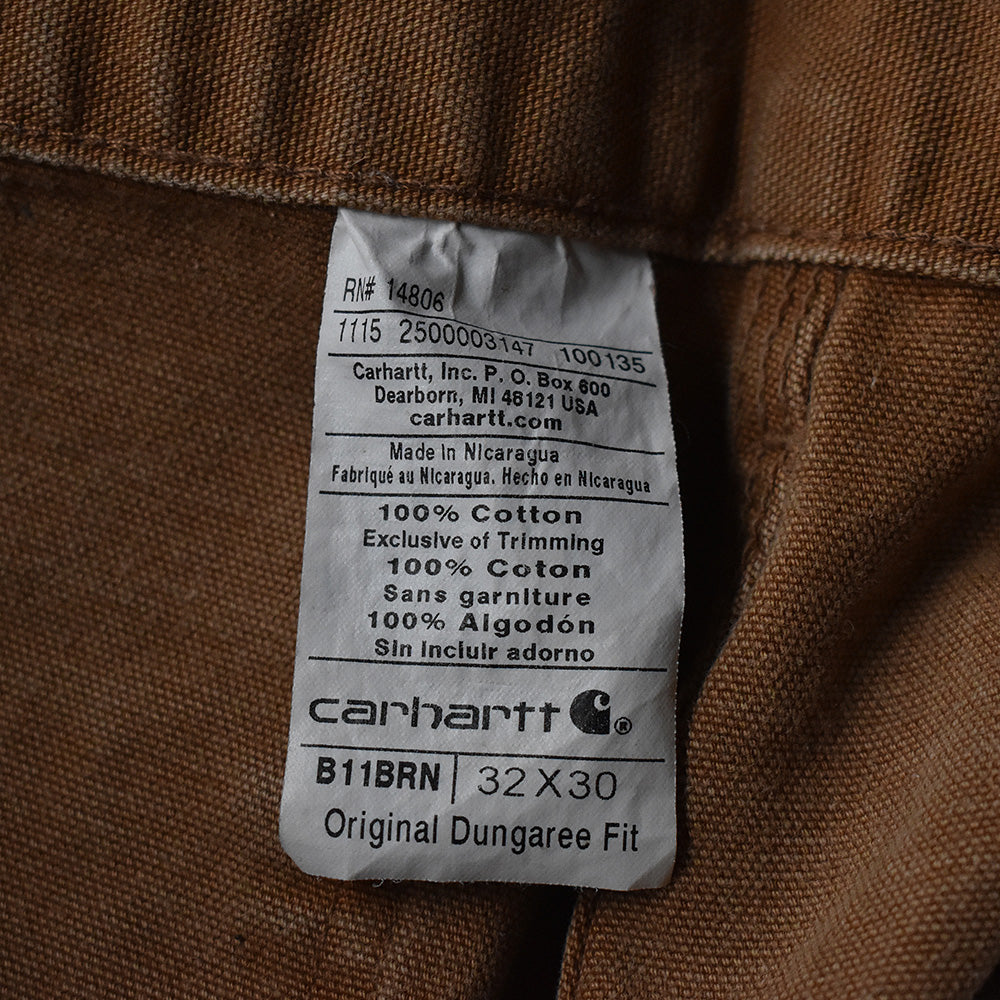 RN# 14806
1115 2500003147 100135
Carhartt, Inc. P. O. Box 600
Dearborn, MI 48121 USA
carhartt.com
Made in Nicaragua
Fabriqué au Nicaragua. Hecho en Nicaragua
100% Cotton
Exclusive of Trimming
100% Coton
Sans garniture
100% Algodón
Sin incluir adorno
carhartt ®
B11BRN 32 X 30
Original Dungaree Fit